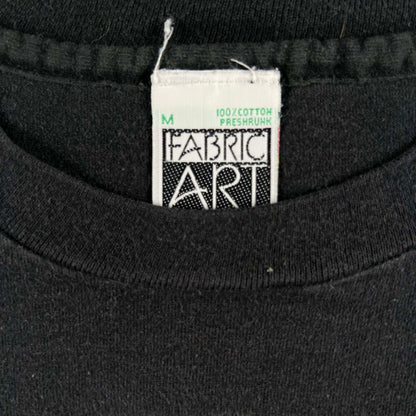 M
100% COTTON
PRESHRUNK
FABRIC
ART